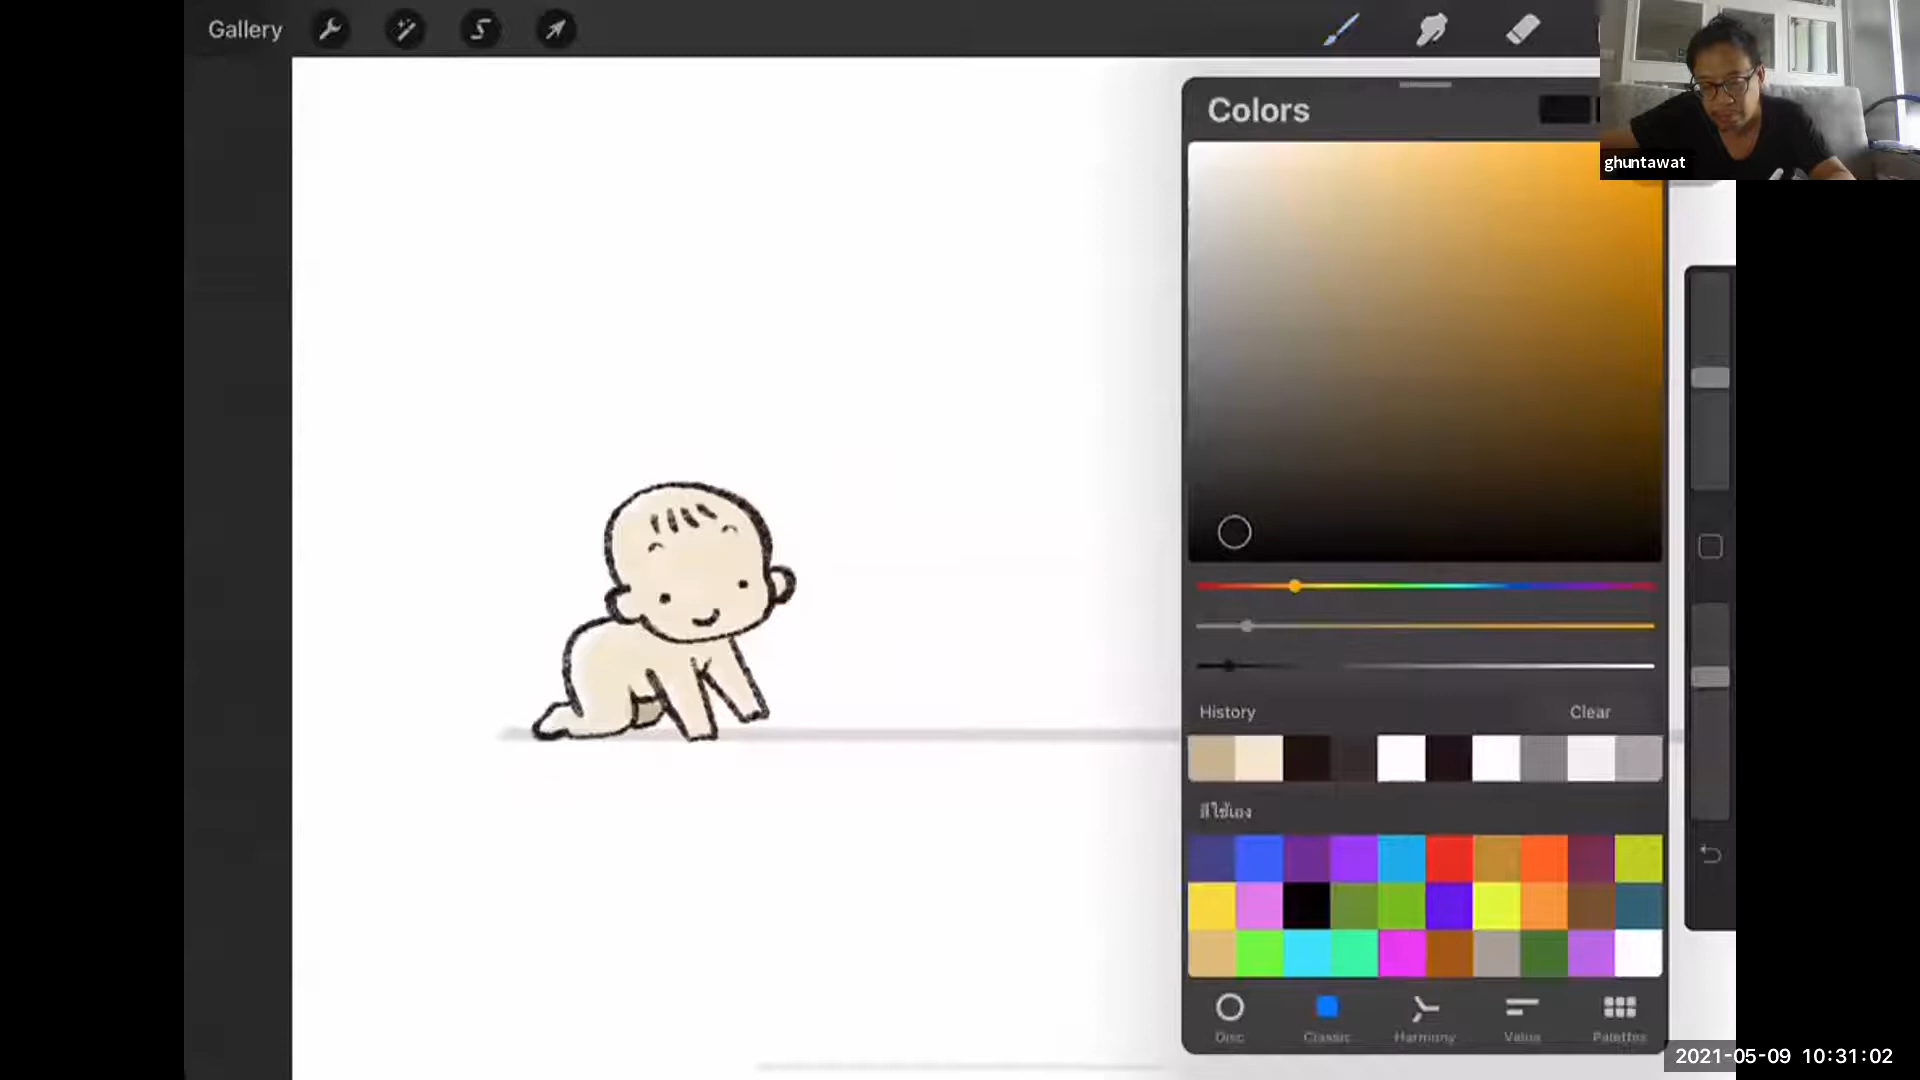 Gallery
Colors
ghuntawat
History
Clear
สีใช้เอง
Disc
Classic
Harmony
Value
Palettes
2021-05-09 10:31:02